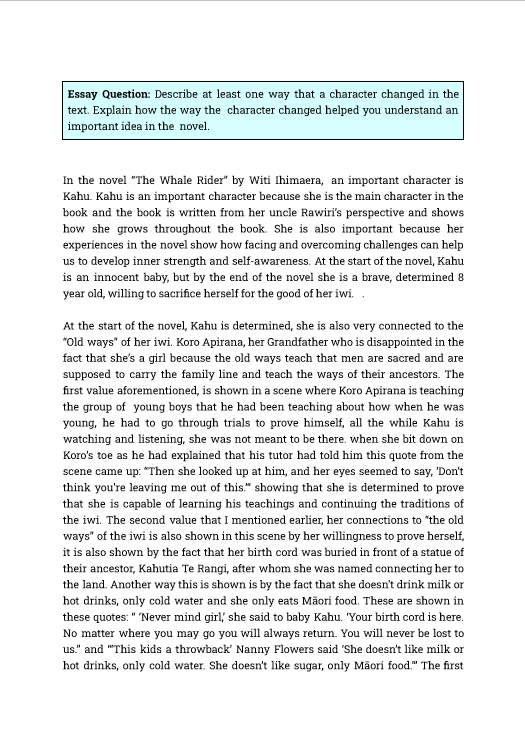 Essay Question: Describe at least one way that a character changed in the
text. Explain how the way the character changed helped you understand an
important idea in the novel.
In the novel “The Whale Rider” by Witi Ihimaera, an important character is
Kahu. Kahu is an important character because she is the main character in the
book and the book is written from her uncle Rawiri’s perspective and shows
how she grows throughout the book. She is also important because her
experiences in the novel show how facing and overcoming challenges can help
us to develop inner strength and self-awareness. At the start of the novel, Kahu
is an innocent baby, but by the end of the novel she is a brave, determined 8
year old, willing to sacrifice herself for the good of her iwi. .
At the start of the novel, Kahu is determined, she is also very connected to the
“Old ways” of her iwi. Koro Apirana, her Grandfather who is disappointed in the
fact that she’s a girl because the old ways teach that men are sacred and are
supposed to carry the family line and teach the ways of their ancestors. The
first value aforementioned, is shown in a scene where Koro Apirana is teaching
the group of young boys that he had been teaching about how when he was
young, he had to go through trials to prove himself, all the while Kahu is
watching and listening, she was not meant to be there. when she bit down on
Koro’s toe as he had explained that his tutor had told him this quote from the
scene came up: “Then she looked up at him, and her eyes seemed to say, ‘Don’t
think you’re leaving me out of this.’” showing that she is determined to prove
that she is capable of learning his teachings and continuing the traditions of
the iwi. The second value that I mentioned earlier, her connections to “the old
ways” of the iwi is also shown in this scene by her willingness to prove herself,
it is also shown by the fact that her birth cord was buried in front of a statue of
their ancestor, Kahutia Te Rangi, after whom she was named connecting her to
the land. Another way this is shown is by the fact that she doesn’t drink milk or
hot drinks, only cold water and she only eats Māori food. These are shown in
these quotes: “ ‘Never mind girl,’ she said to baby Kahu. ‘Your birth cord is here.
No matter where you may go you will always return. You will never be lost to
us.” and “‘This kids a throwback’ Nanny Flowers said ‘She doesn’t like milk or
hot drinks, only cold water. She doesn’t like sugar, only Māori food.’” The first